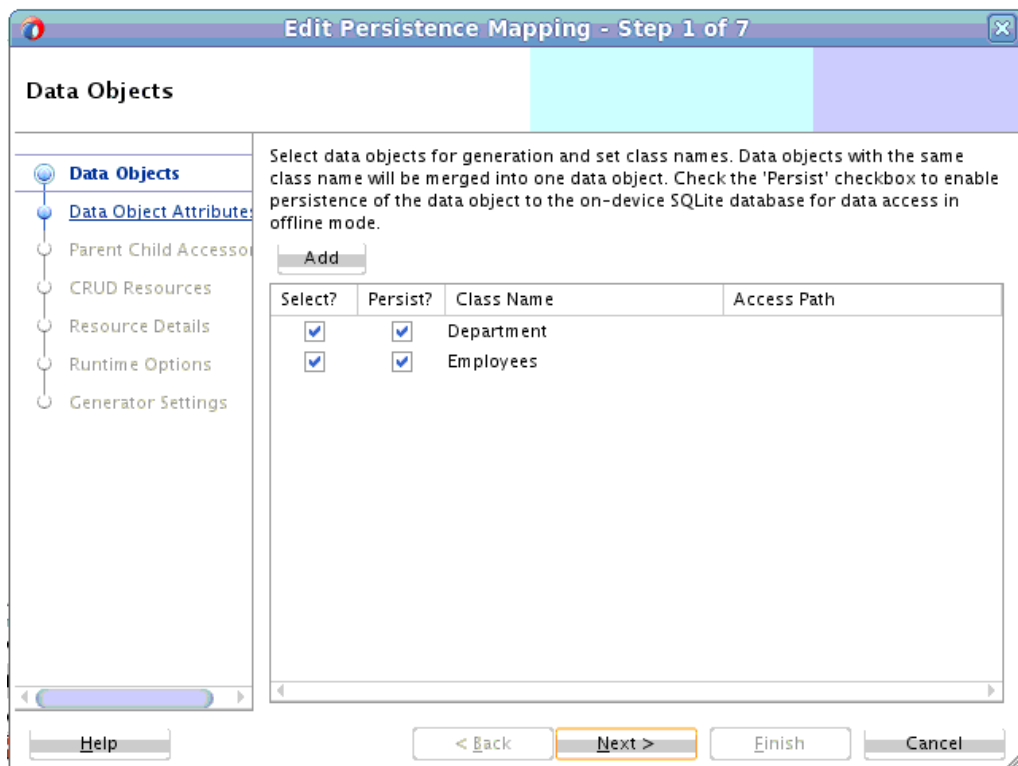 Edit Persistence Mapping - Step 1 of 7
Data Objects
Data Objects
Data Object Attributes
Parent Child Accessor
CRUD Resources
Resource Details
Runtime Options
Generator Settings
Select data objects for generation and set class names. Data objects with the same
class name will be merged into one data object. Check the 'Persist' checkbox to enable
persistence of the data object to the on-device SQLite database for data access in
offline mode.
Add
Select? Persist? Class Name Access Path
Department
Employees
Help < Back Next > Finish Cancel